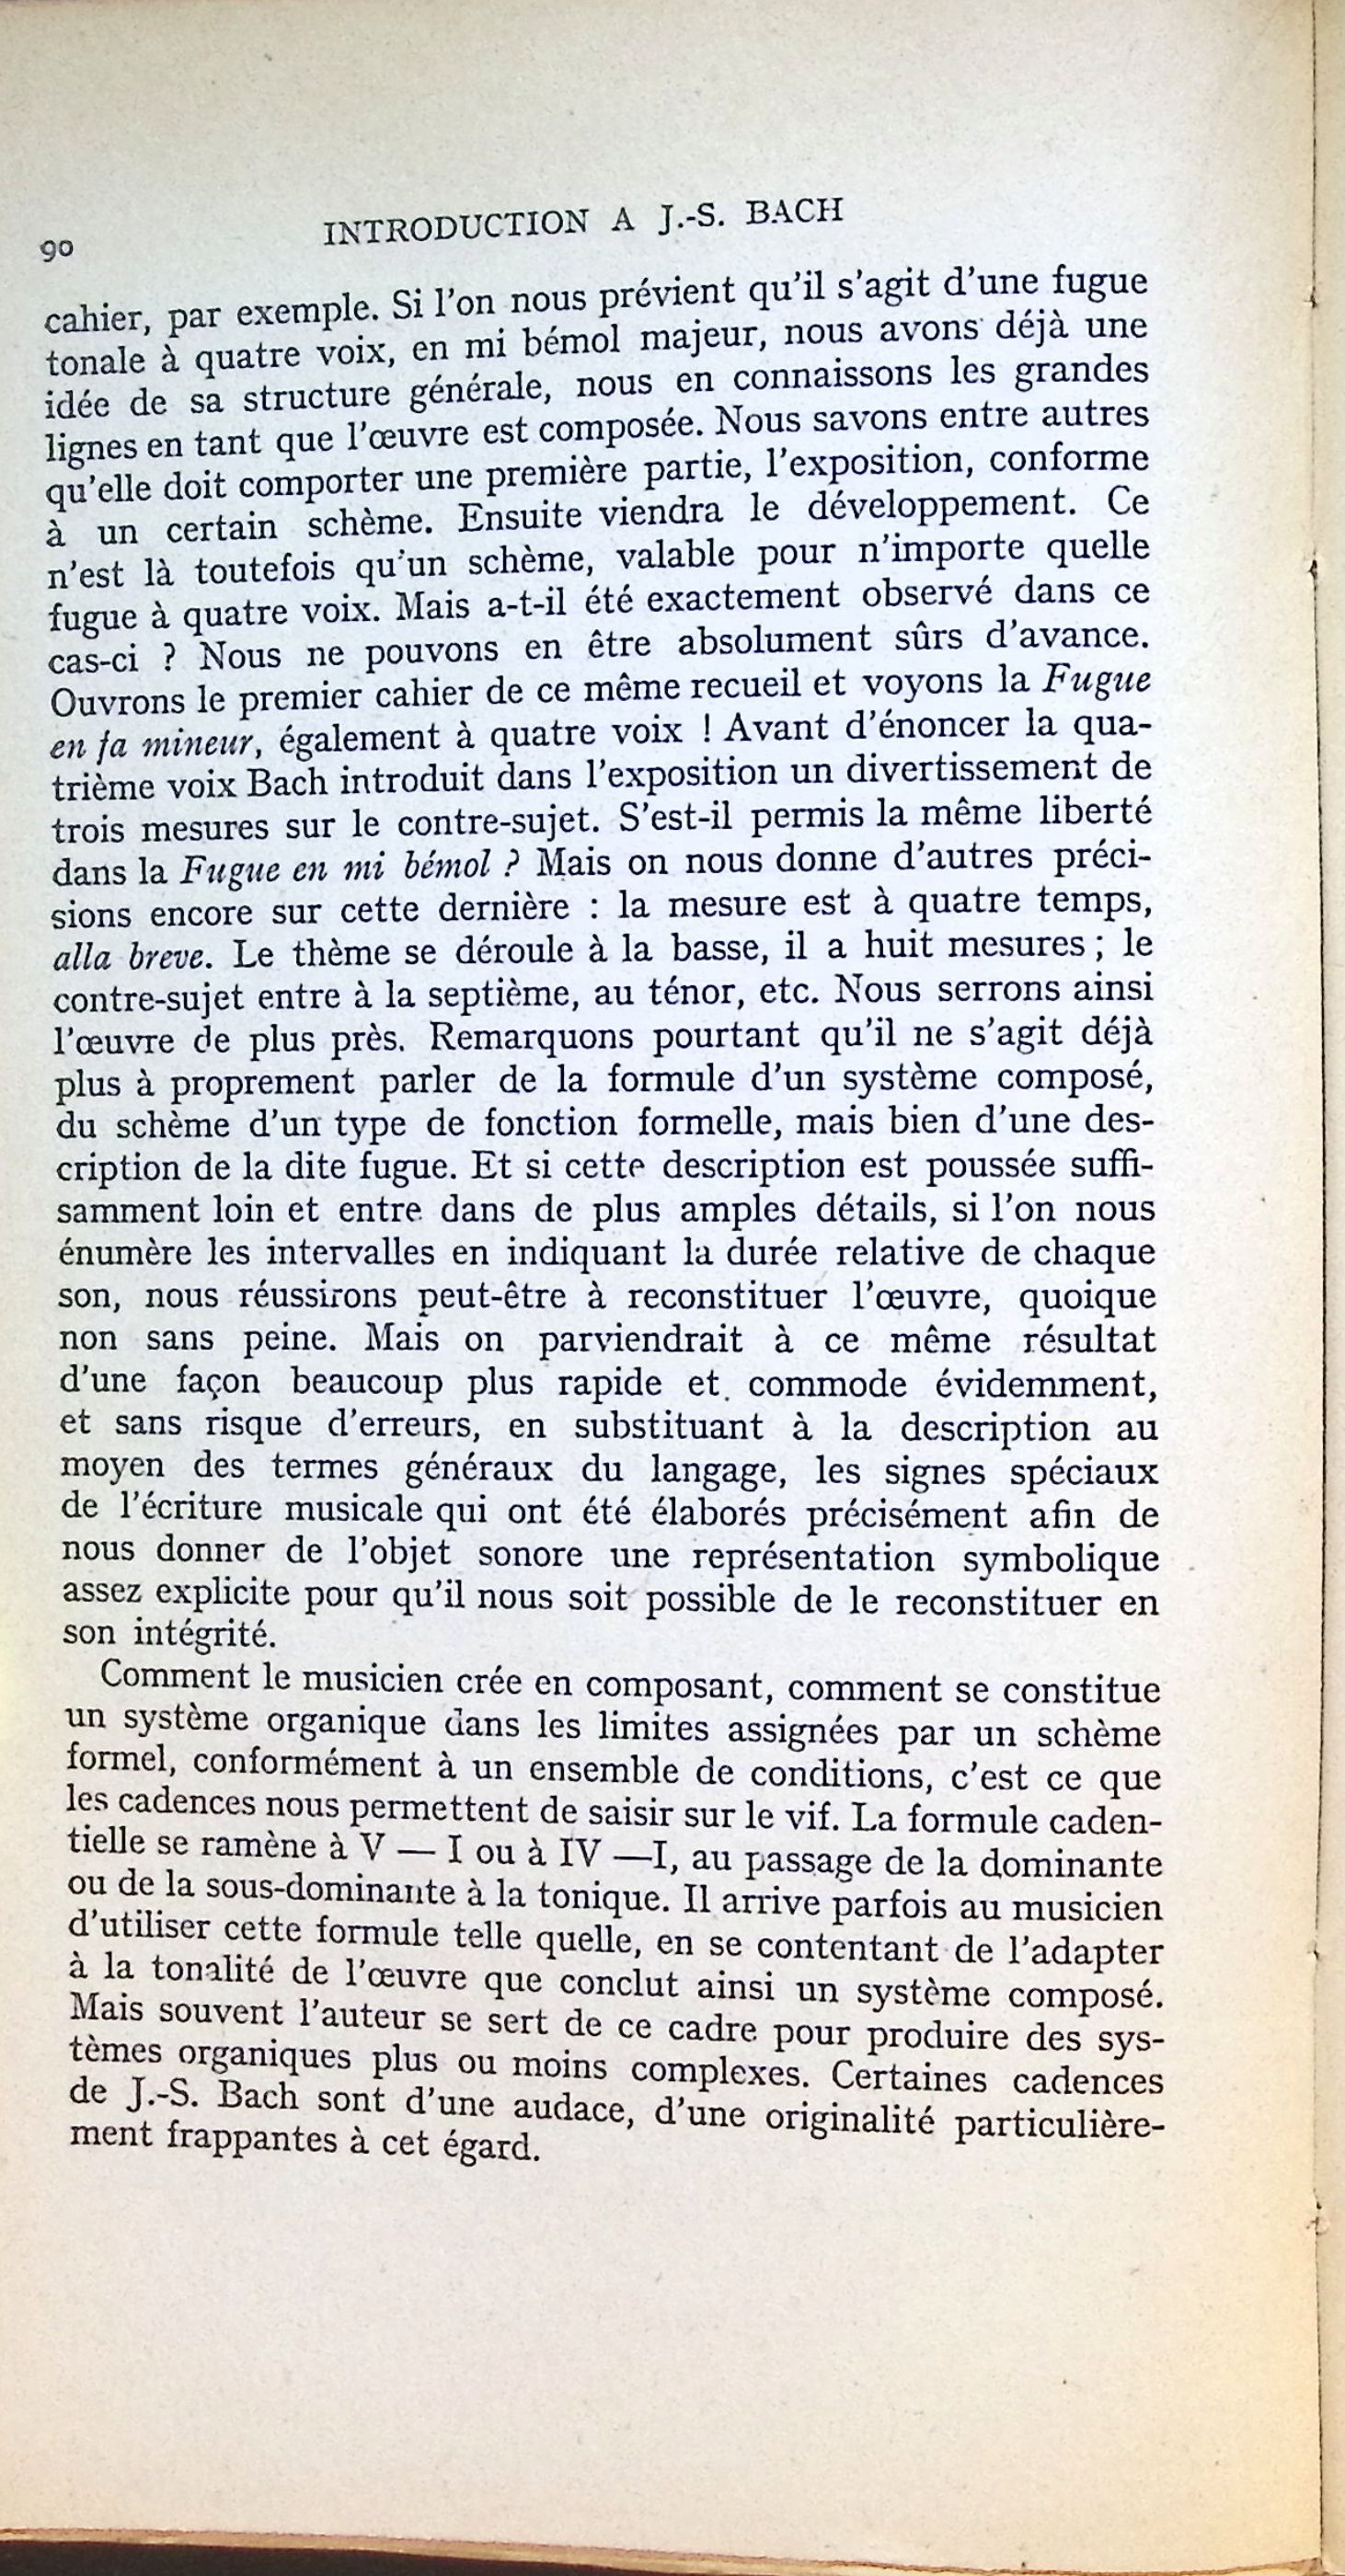 90
INTRODUCTION A J.-S. BACH
cahier, par exemple. Si l'on nous prévient qu'il s'agit d'une fugue
tonale à quatre voix, en mi bémol majeur, nous avons déjà une
idée de sa structure générale, nous en connaissons les grandes
lignes en tant que l'œuvre est composée. Nous savons entre autres
qu'elle doit comporter une première partie, l'exposition, conforme
à un certain schème. Ensuite viendra le développement. Ce
n'est là toutefois qu'un schème, valable pour n'importe quelle
fugue à quatre voix. Mais a-t-il été exactement observé dans ce
cas-ci ? Nous ne pouvons en être absolument sûrs d'avance.
Ouvrons le premier cahier de ce même recueil et voyons la Fugue
en fa mineur, également à quatre voix ! Avant d'énoncer la qua-
trième voix Bach introduit dans l'exposition un divertissement de
trois mesures sur le contre-sujet. S'est-il permis la même liberté
dans la Fugue en mi bémol ? Mais on nous donne d'autres préci-
sions encore sur cette dernière : la mesure est à quatre temps,
alla breve. Le thème se déroule à la basse, il a huit mesures ; le
contre-sujet entre à la septième, au ténor, etc. Nous serrons ainsi
l'œuvre de plus près. Remarquons pourtant qu'il ne s'agit déjà
plus à proprement parler de la formule d'un système composé,
du schème d'un type de fonction formelle, mais bien d'une des-
cription de la dite fugue. Et si cette description est poussée suffi-
samment loin et entre dans de plus amples détails, si l'on nous
énumère les intervalles en indiquant la durée relative de chaque
son, nous réussirons peut-être à reconstituer l'œuvre, quoique
non sans peine. Mais on parviendrait à ce même résultat
d'une façon beaucoup plus rapide et commode évidemment,
et sans risque d'erreurs, en substituant à la description au
moyen des termes généraux du langage, les signes spéciaux
de l'écriture musicale qui ont été élaborés précisément afin de
nous donner de l'objet sonore une représentation symbolique
assez explicite pour qu'il nous soit possible de le reconstituer en
son intégrité.
Comment le musicien crée en composant, comment se constitue
un système organique dans les limites assignées par un schème
formel, conformément à un ensemble de conditions, c'est ce que
les cadences nous permettent de saisir sur le vif. La formule caden-
tielle se ramène à V — I ou à IV —I, au passage de la dominante
ou de la sous-dominante à la tonique. Il arrive parfois au musicien
d'utiliser cette formule telle quelle, en se contentant de l'adapter
à la tonalité de l'œuvre que conclut ainsi un système composé.
Mais souvent l'auteur se sert de ce cadre pour produire des sys-
tèmes organiques plus ou moins complexes. Certaines cadences
de J.-S. Bach sont d'une audace, d'une originalité particulière-
ment frappantes à cet égard.